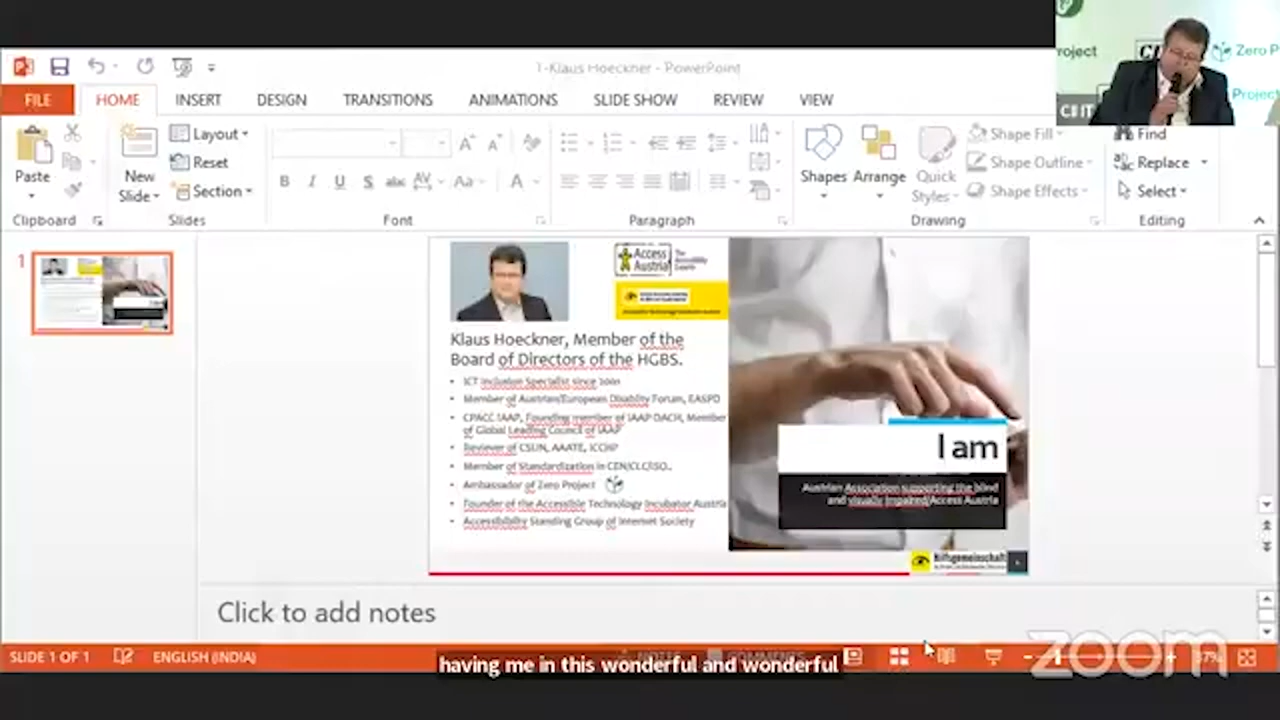 1-Klaus Hoeckner - PowerPoint
FILE HOME INSERT DESIGN TRANSITIONS ANIMATIONS SLIDE SHOW REVIEW VIEW
Paste
New Slide
Layout
Reset
Section
Shapes
Arrange
Quick Styles
Shape Fill
Shape Outline
Shape Effects
Find
Replace
Select
Clipboard Slides Font Paragraph Drawing Editing
roject
Zero P
Project
1
Access
Austria
Klaus Hoeckner, Member of the
Board of Directors of the HGBS.
• ICT Inclusion Specialist since
• Member of Austrian/European Disablity Forum, EASPD
• CPACC IAAP, Founding member of IAAP DACH, Member
of Global Leading Council of IAAP
• Reviewer of CSUN, AAATE, ICCHP
• Member of Standardization in CEN/CLC/ISO..
• Ambassador of Zero Project
• Founder of the Accessible Technology Incubator Austria
• Accessibility Standing Group of Internet Society
I am
Austrian Association supporting the blind
and visually impaired/Access Austria
Hilfsgemeinschaft
Click to add notes
SLIDE 1 OF 1 ENGLISH (INDIA)
having me in this wonderful and wonderful
zoom